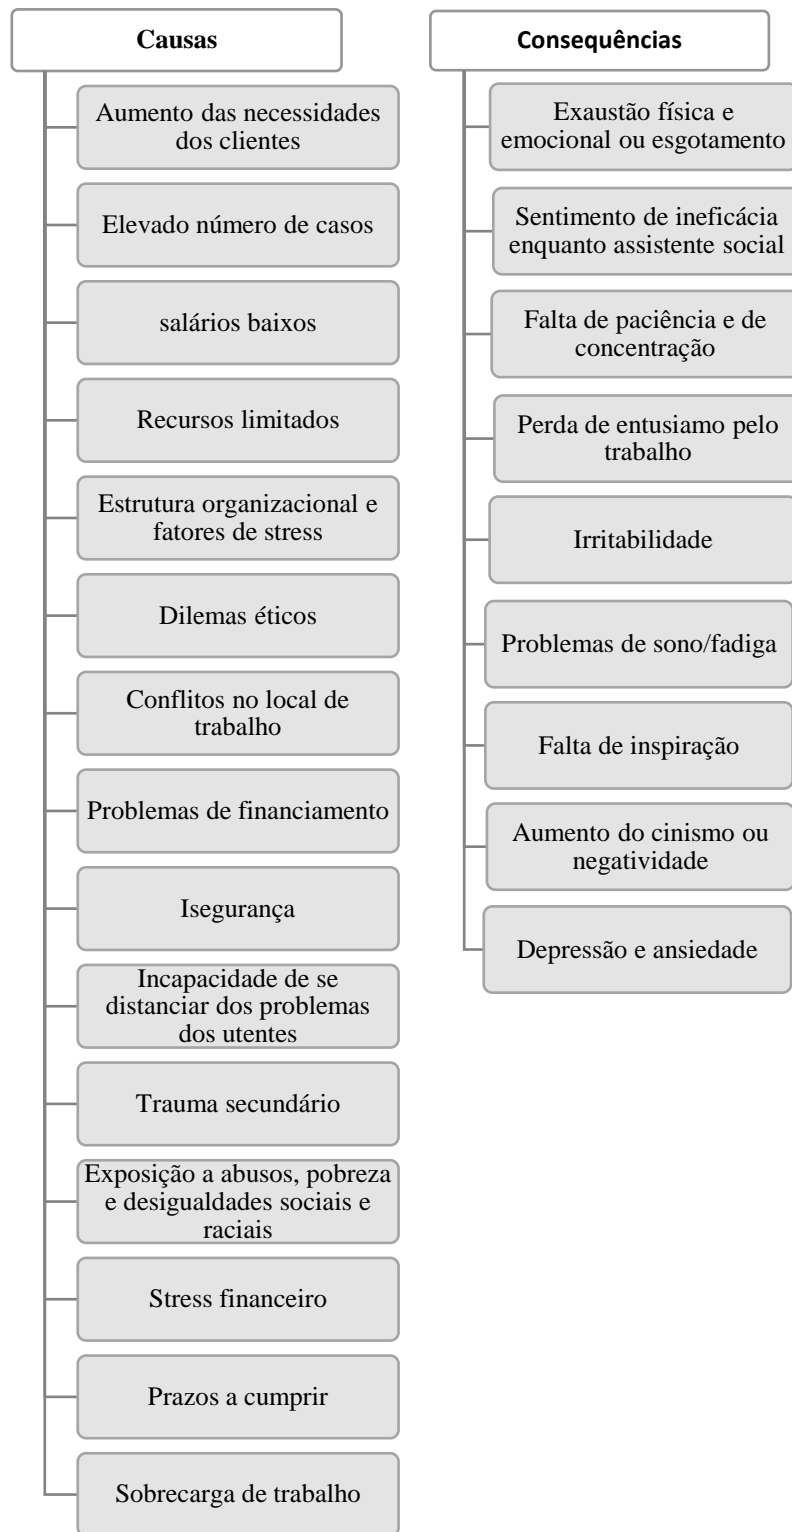 Causas
Aumento das necessidades
dos clientes
Elevado número de casos
salários baixos
Recursos limitados
Estrutura organizacional e
fatores de stress
Dilemas éticos
Conflitos no local de
trabalho
Problemas de financiamento
Isegurança
Incapacidade de se
distanciar dos problemas
dos utentes
Trauma secundário
Exposição a abusos, pobreza
e desigualdades sociais e
raciais
Stress financeiro
Prazos a cumprir
Sobrecarga de trabalho
Consequências
Exaustão física e
emocional ou esgotamento
Sentimento de ineficácia
enquanto assistente social
Falta de paciência e de
concentração
Perda de entusiamo pelo
trabalho
Irritabilidade
Problemas de sono/fadiga
Falta de inspiração
Aumento do cinismo ou
negatividade
Depressão e ansiedade